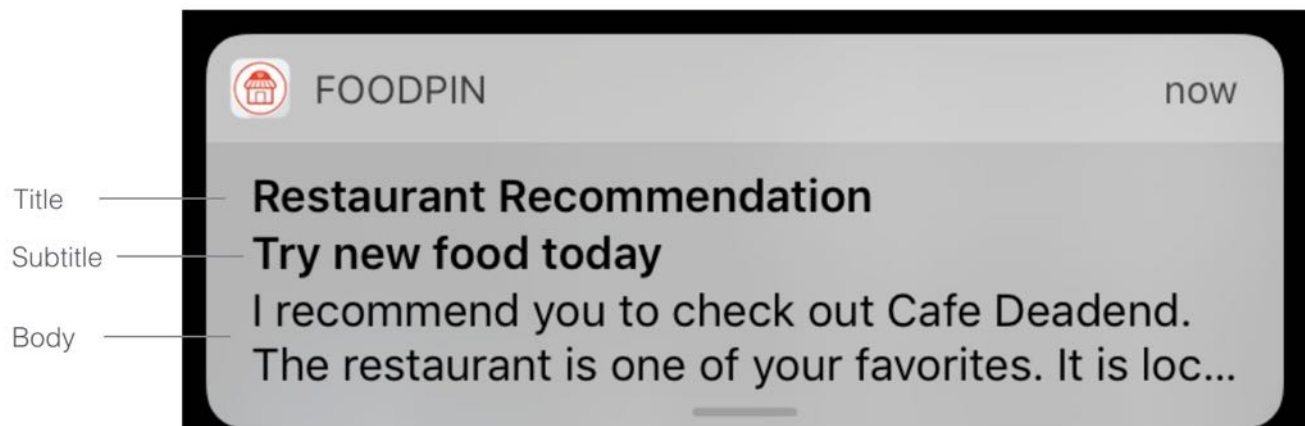 FOODPIN now
Title
Restaurant Recommendation
Subtitle
Try new food today
Body
I recommend you to check out Cafe Deadend.
The restaurant is one of your favorites. It is loc...